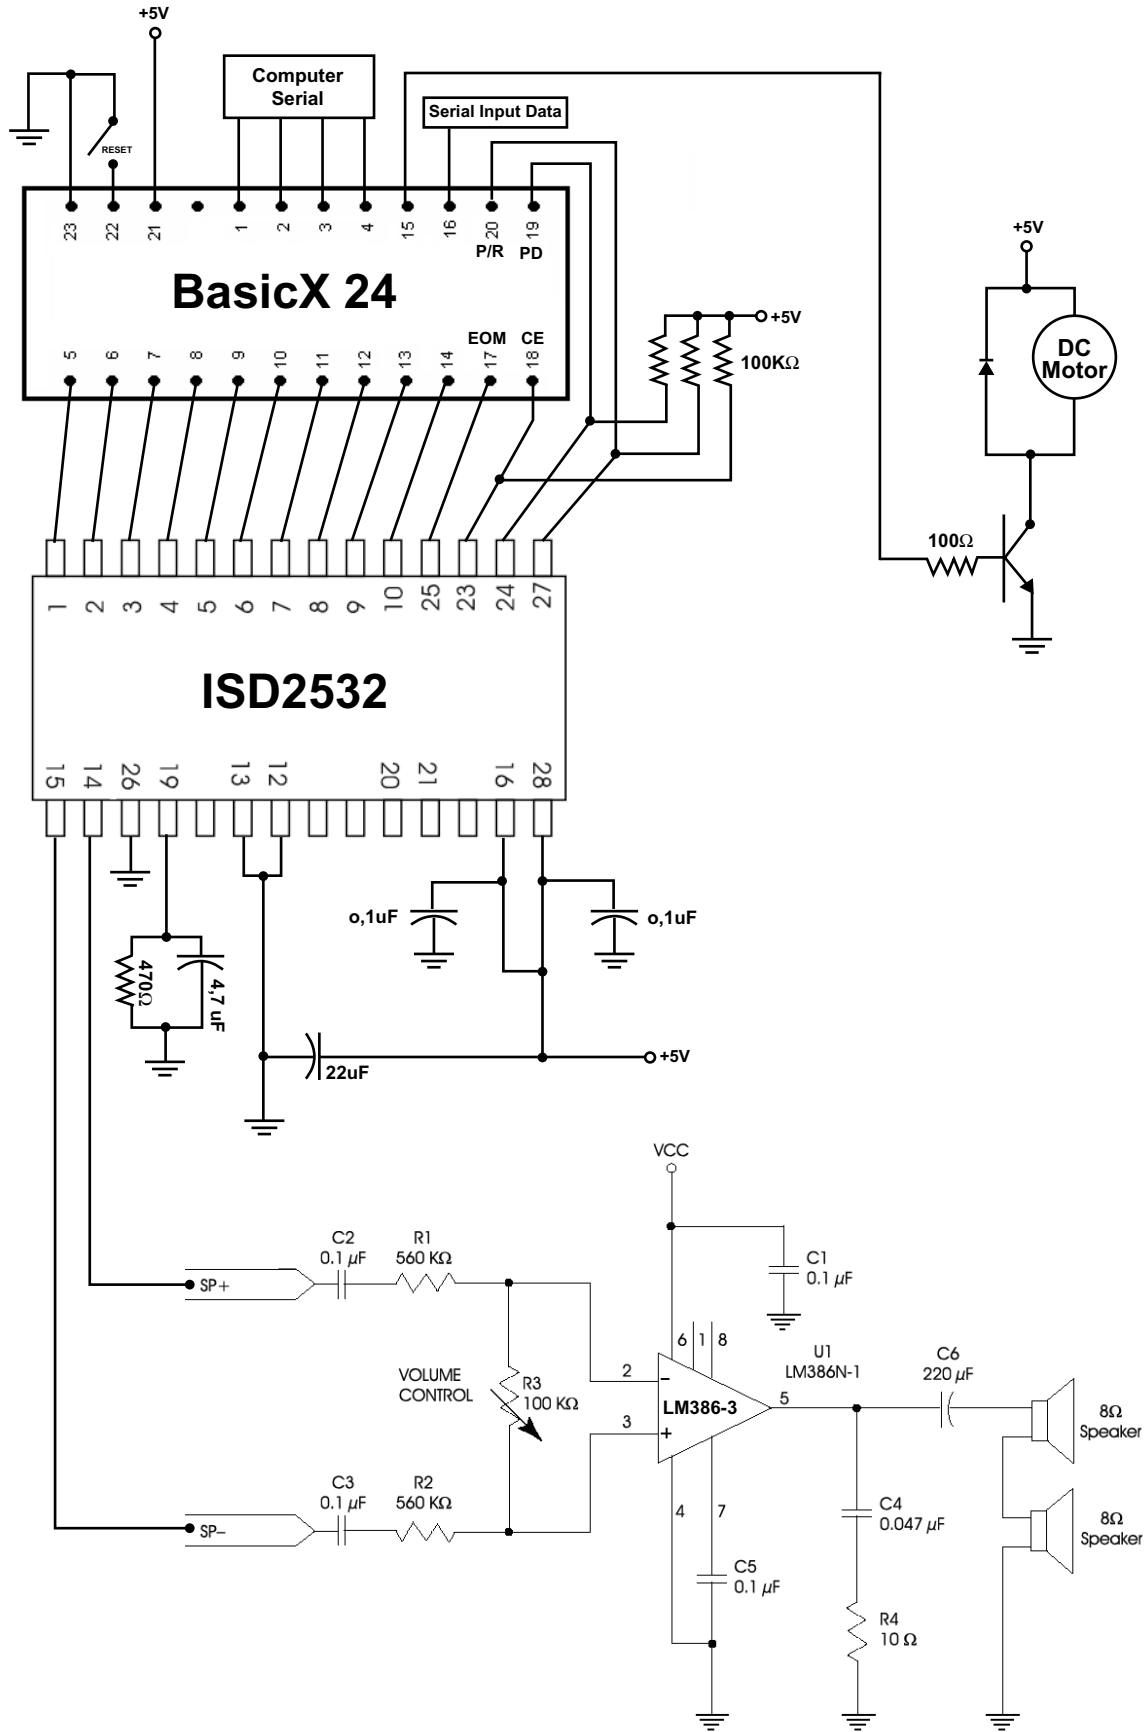 +5V
Computer
Serial
Serial Input Data
RESET
23 22 21 1 2 3 4 15 16 20 19
P/R PD
+5V
BasicX 24
+5V
EOM CE
5 6 7 8 9 10 11 12 13 14 17 18
100KΩ
DC
Motor
100Ω
1 2 3 4 5 6 7 8 9 10 25 23 24 27
ISD2532
15 14 26 19 13 12 20 21 16 28
o,1uF
o,1uF
470Ω
4,7 uF
22uF
+5V
VCC
C2
0.1 µF
R1
560 KΩ
SP+
C1
0.1 µF
6 1 8
U1
LM386N-1
C6
220 µF
VOLUME
CONTROL
R3
100 KΩ
2
−
LM386-3
5
3
+
8Ω
Speaker
C3
0.1 µF
R2
560 KΩ
SP−
4
7
C4
0.047 µF
8Ω
Speaker
C5
0.1 µF
R4
10 Ω